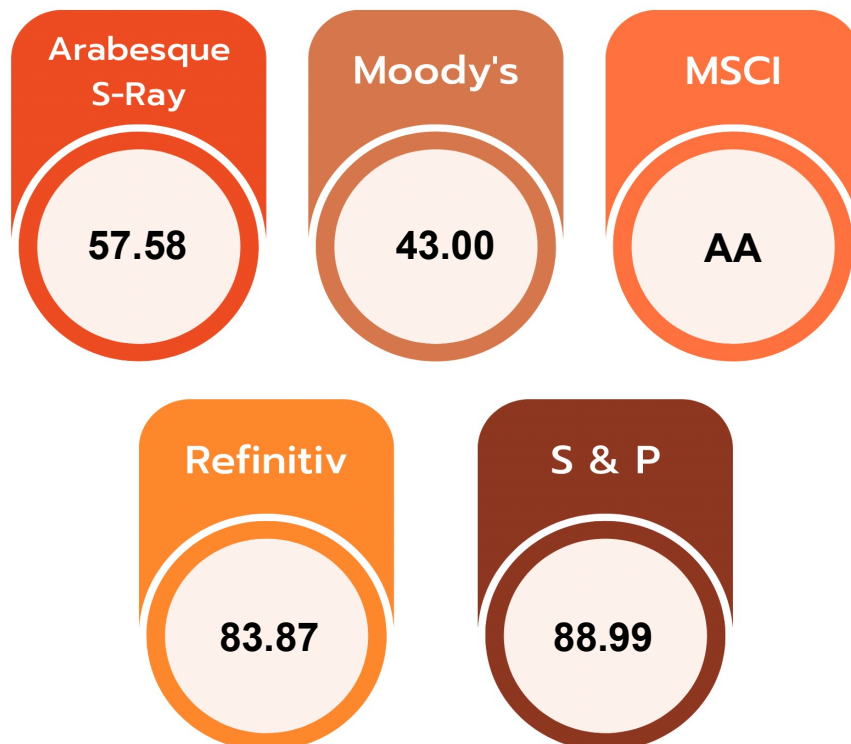 Arabesque
S-Ray
57.58
Moody's
43.00
MSCI
AA
Refinitiv
83.87
S & P
88.99